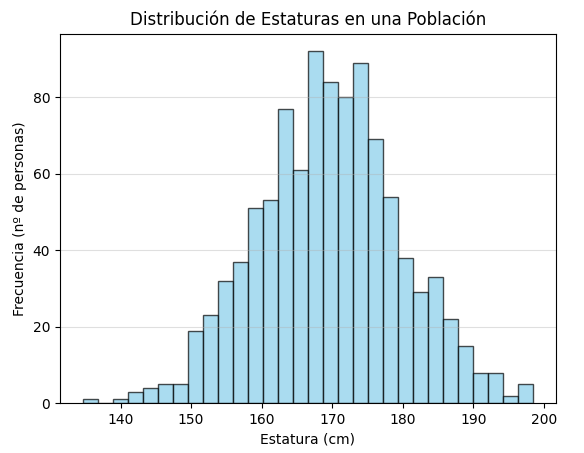 Distribución de Estaturas en una Población
Frecuencia (nº de personas)
80
60
40
20
0
140 150 160 170 180 190 200
Estatura (cm)